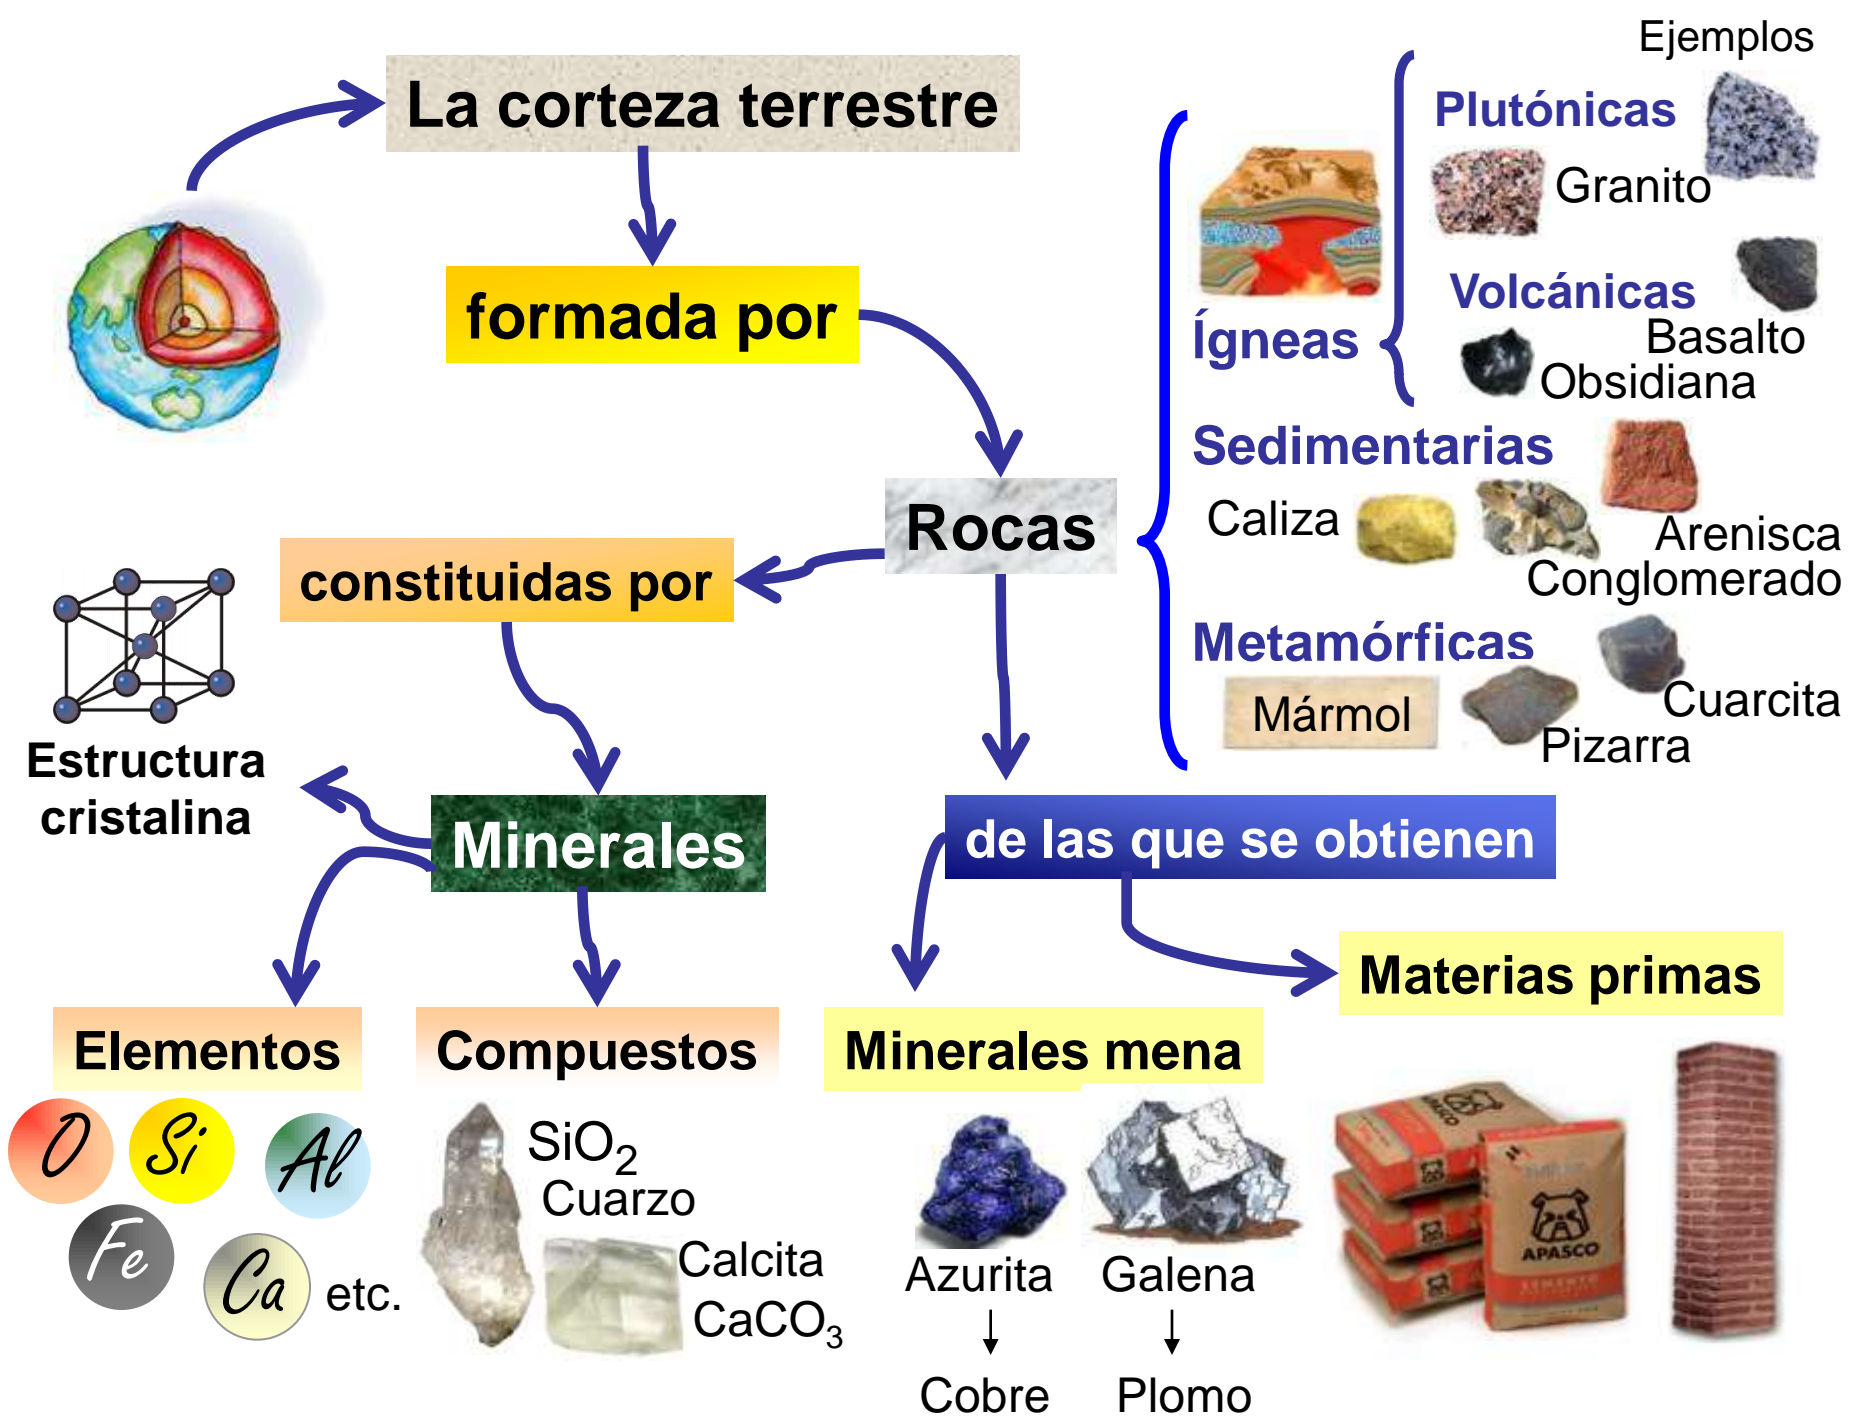 La corteza terrestre
formada por
Rocas
Ejemplos
Ígneas
Plutónicas
Granito
Volcánicas
Basalto
Obsidiana
Sedimentarias
Caliza
Arenisca
Conglomerado
Metamórficas
Mármol
Cuarcita
Pizarra
constituidas por
Estructura
cristalina
Minerales
Elementos
O
Si
Al
Fe
Ca
etc.
Compuestos
SiO₂
Cuarzo
Calcita
CaCO₃
de las que se obtienen
Minerales mena
Azurita
Cobre
Galena
Plomo
Materias primas
APASCO
APASCO